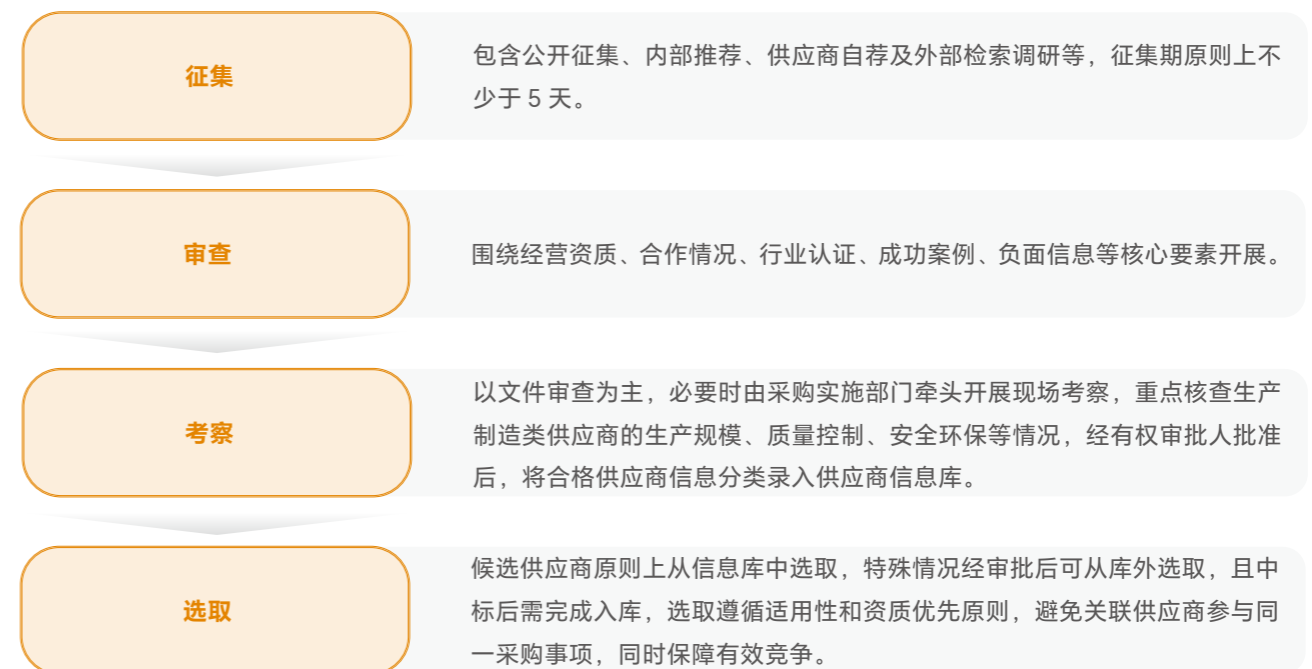 征集
包含公开征集、内部推荐、供应商自荐及外部检索调研等，征集期原则上不
少于 5 天。
审查
围绕经营资质、合作情况、行业认证、成功案例、负面信息等核心要素开展。
考察
以文件审查为主，必要时由采购实施部门牵头开展现场考察，重点核查生产
制造类供应商的生产规模、质量控制、安全环保等情况，经有权审批人批准
后，将合格供应商信息分类录入供应商信息库。
选取
候选供应商原则上从信息库中选取，特殊情况经审批后可从库外选取，且中
标后需完成入库，选取遵循适用性和资质优先原则，避免关联供应商参与同
一采购事项，同时保障有效竞争。